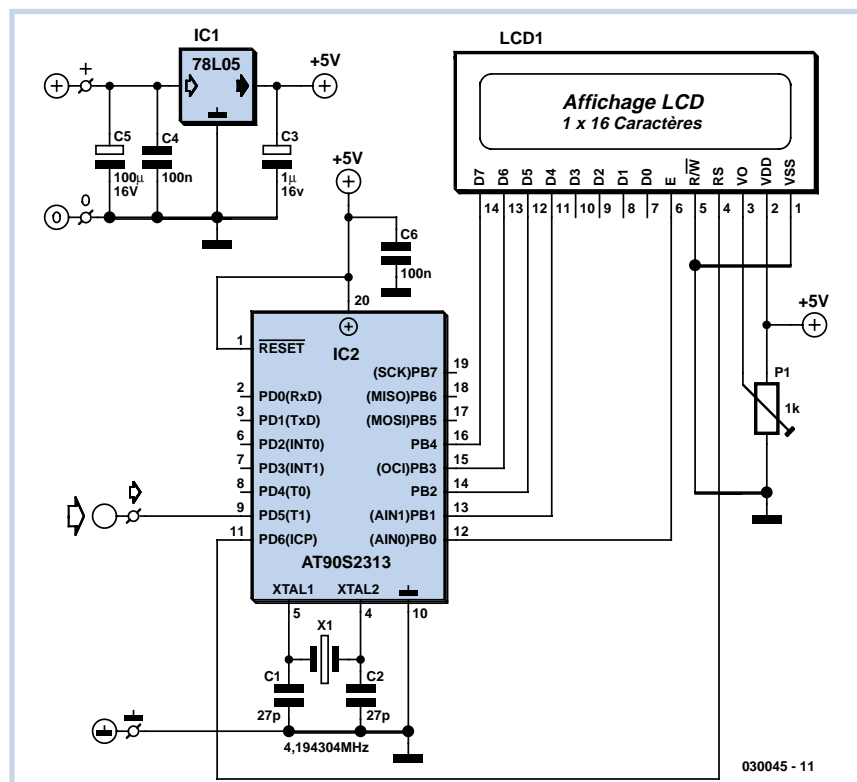 IC1
LCD1
78L05
+5V
+
C5
100µ
16V
C4
100n
C3
1µ
16v
0
0
+5V
C6
100n
Affichage LCD
1 x 16 Caractères
D7
D6
D5
D4
D3
D2
D1
D0
E
R/W
RS
VO
VDD
VSS
14
13
12
11
10
9
8
7
6
5
4
3
2
1
+5V
P1
1k
20
IC2
1 RESET
2 PD0(RxD)
3 PD1(TxD)
6 PD2(INT0)
7 PD3(INT1)
8 PD4(T0)
9 PD5(T1)
11 PD6(ICP)
(SCK)PB7 19
(MISO)PB6 18
(MOSI)PB5 17
PB4 16
(OCI)PB3 15
PB2 14
(AIN1)PB1 13
(AIN0)PB0 12
AT90S2313
XTAL1
XTAL2
5
4
10
X1
C1
27p
C2
27p
4,194304MHz
030045 - 11